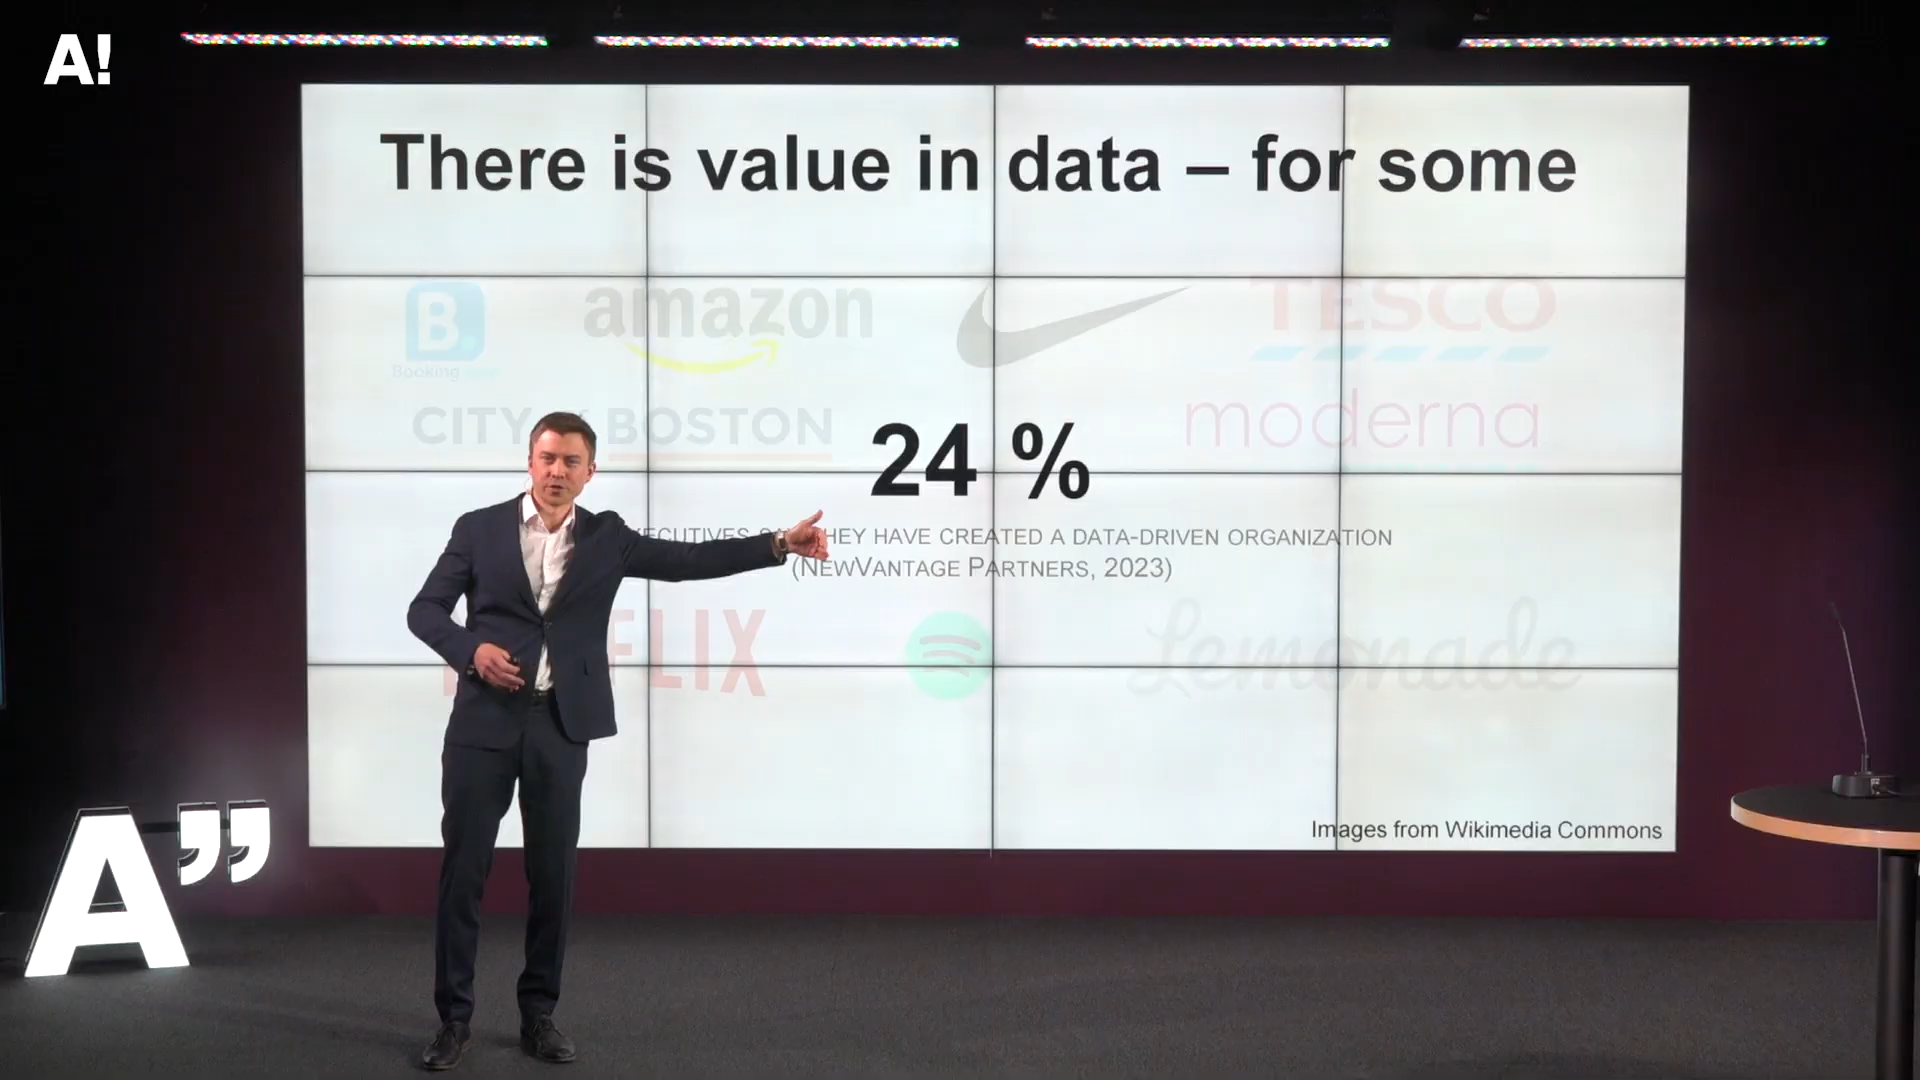 A!
There is value in data – for some
B.
Booking
amazon
TESCO
CITY BOSTON
moderna
24 %
HEY HAVE CREATED A DATA-DRIVEN ORGANIZATION
(NEWVANTAGE PARTNERS, 2023)
FLIX
Lemonade
Images from Wikimedia Commons
A”